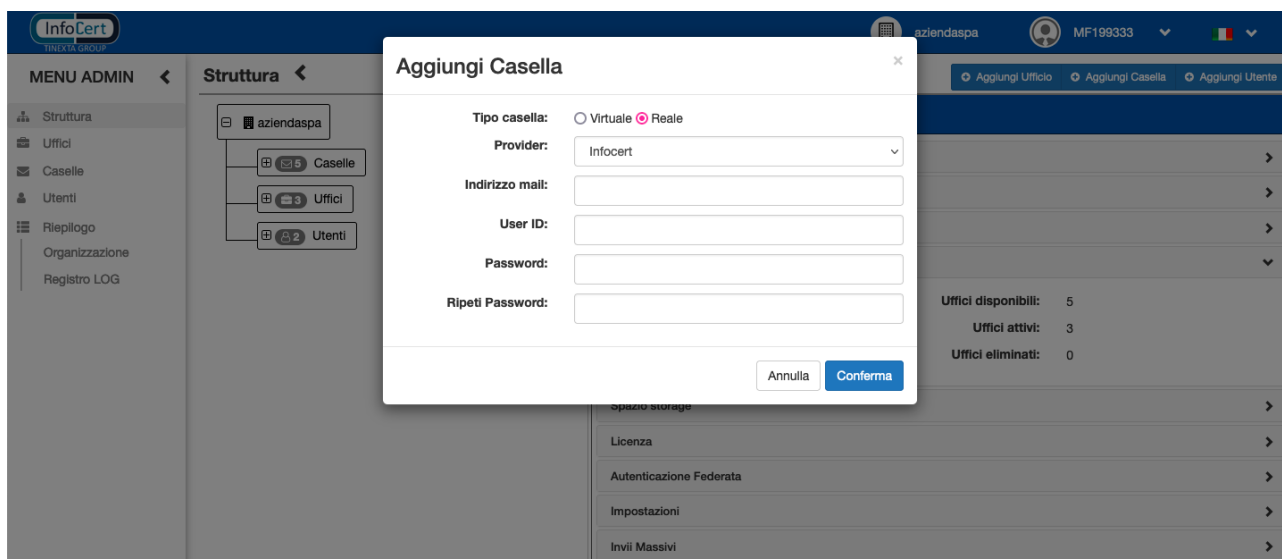 InfoCert
TINEXTA GROUP
aziendaspa
MF199333
MENU ADMIN
Struttura
Aggiungi Ufficio
Aggiungi Casella
Aggiungi Utente
Struttura
Uffici
Caselle
Utenti
Riepilogo
Organizzazione
Registro LOG
aziendaspa
5 Caselle
3 Uffici
2 Utenti
Aggiungi Casella
×
Tipo casella: Virtuale Reale
Provider: Infocert
Indirizzo mail:
User ID:
Password:
Ripeti Password:
Annulla Conferma
Uffici disponibili: 5
Uffici attivi: 3
Uffici eliminati: 0
Spazio storage
Licenza
Autenticazione Federata
Impostazioni
Invii Massivi